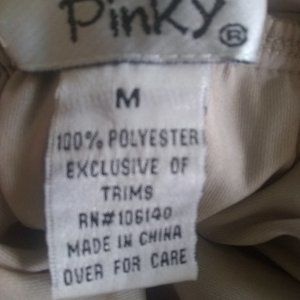 PinKY®
M
100% POLYESTER
EXCLUSIVE OF
TRIMS
RN#106140
MADE IN CHINA
OVER FOR CARE